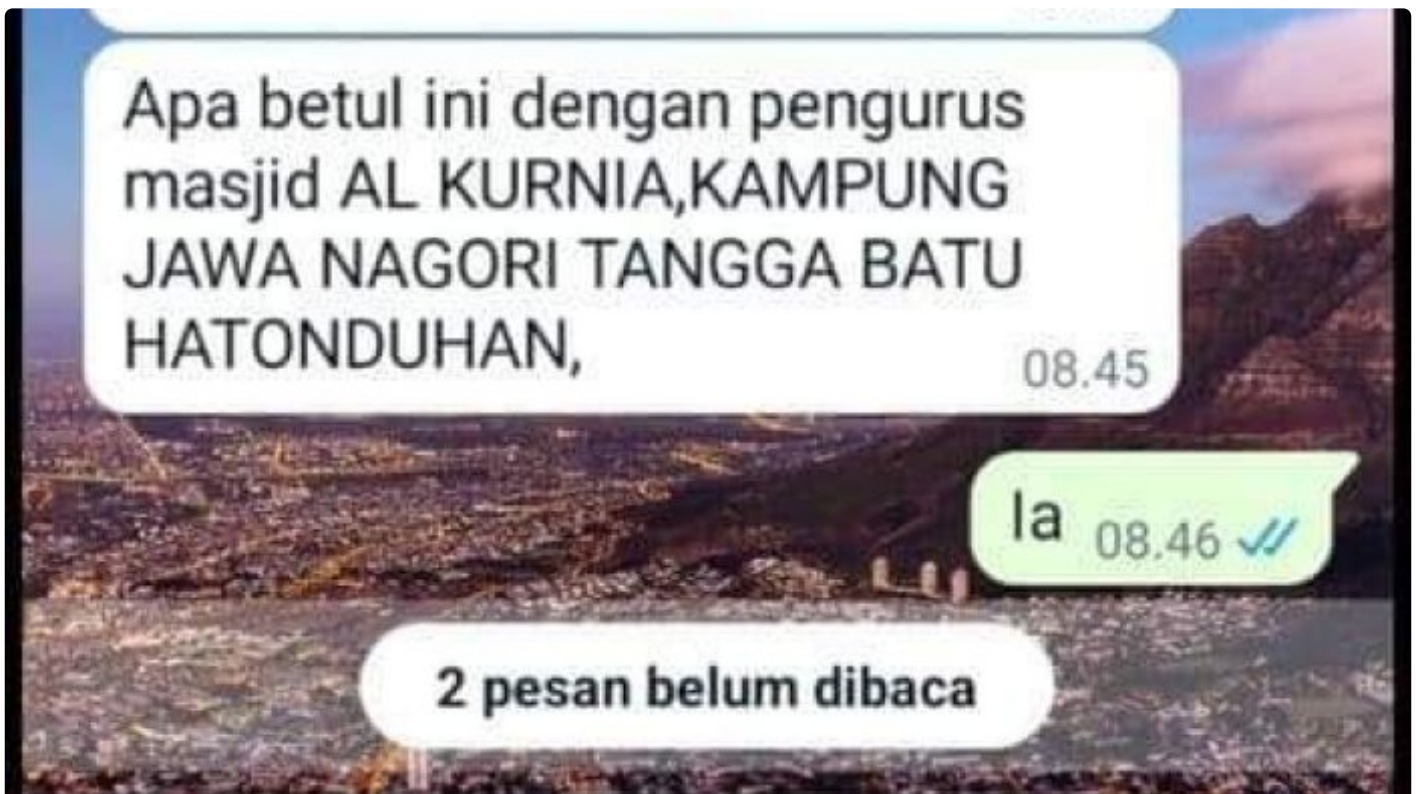 Apa betul ini dengan pengurus
masjid AL KURNIA,KAMPUNG
JAWA NAGORI TANGGA BATU
HATONDUHAN,
08.45
Ia 08.46
2 pesan belum dibaca